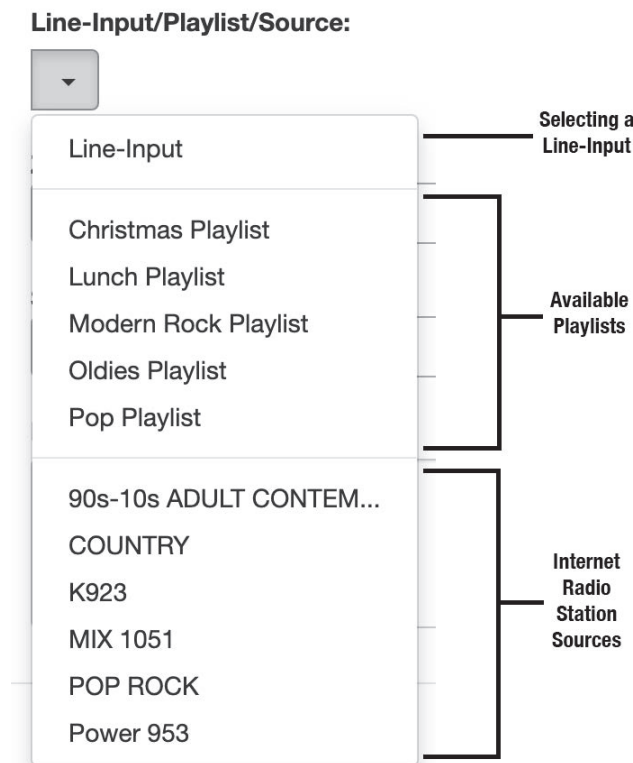 Line-Input/Playlist/Source:
Line-Input
Selecting a
Line-Input
Christmas Playlist
Lunch Playlist
Modern Rock Playlist
Oldies Playlist
Pop Playlist
Available
Playlists
90s-10s ADULT CONTEM...
COUNTRY
K923
MIX 1051
POP ROCK
Power 953
Internet
Radio
Station
Sources